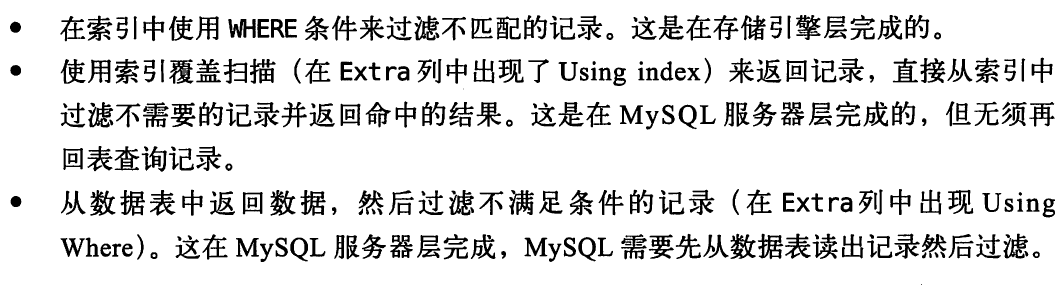 • 在索引中使用 WHERE 条件来过滤不匹配的记录。这是在存储引擎层完成的。
• 使用索引覆盖扫描（在 Extra 列中出现了 Using index）来返回记录，直接从索引中
过滤不需要的记录并返回命中的结果。这是在 MySQL 服务器层完成的，但无须再
回表查询记录。
• 从数据表中返回数据，然后过滤不满足条件的记录（在 Extra 列中出现 Using
Where）。这在 MySQL 服务器层完成，MySQL 需要先从数据表读出记录然后过滤。